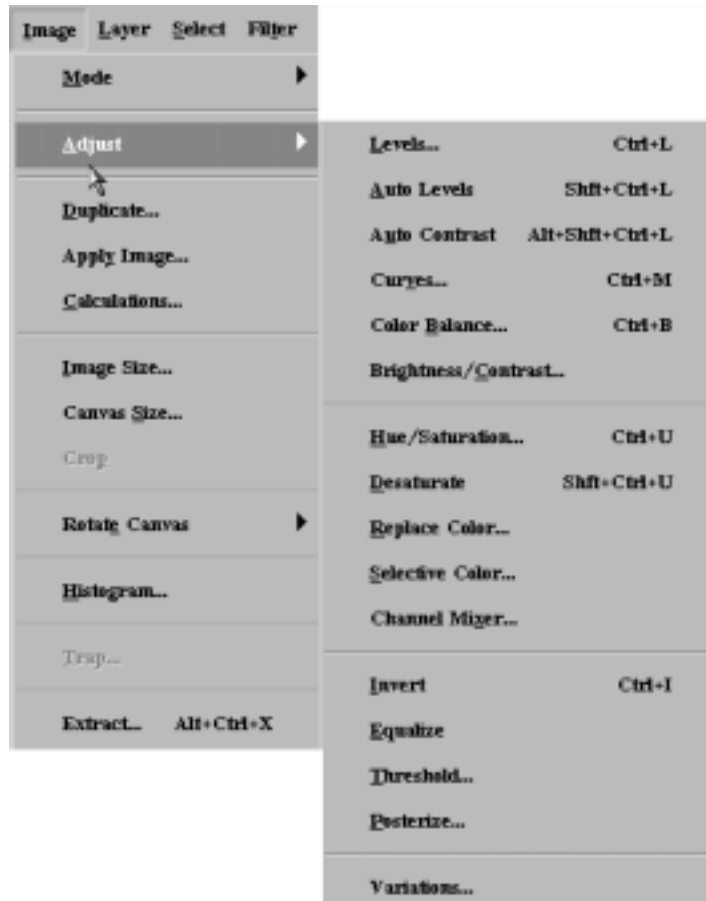 Image Layer Select Filter
Mode
Adjust
Duplicate...
Apply Image...
Calculations...
Image Size...
Canvas Size...
Crop
Rotate Canvas
Histogram...
Trap...
Extract... Alt+Ctrl+X
Levels... Ctrl+L
Auto Levels Shft+Ctrl+L
Auto Contrast Alt+Shft+Ctrl+L
Curves... Ctrl+M
Color Balance... Ctrl+B
Brightness/Contrast...
Hue/Saturation... Ctrl+U
Desaturate Shft+Ctrl+U
Replace Color...
Selective Color...
Channel Mixer...
Invert Ctrl+I
Equalize
Threshold...
Posterize...
Variations...